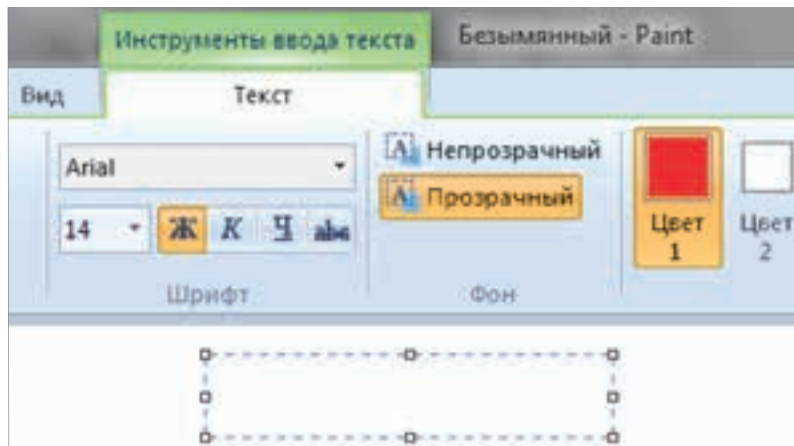 Инструменты ввода текста Безымянный - Paint
Вид Текст
Arial
14 Ж К Ч abc
Непрозрачный
Прозрачный
Цвет 1
Цвет 2
Шрифт Фон